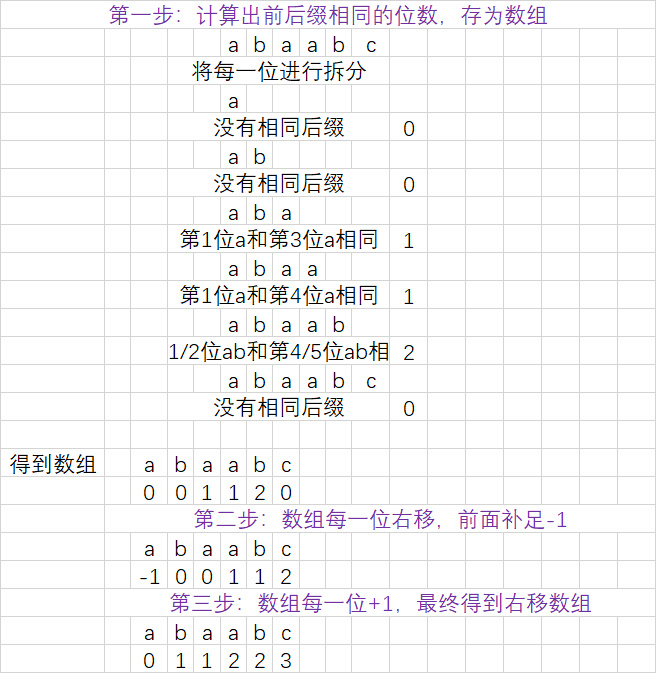 第一步：计算出前后缀相同的位数，存为数组
a b a a b c
将每一位进行拆分
a
没有相同后缀 0
a b
没有相同后缀 0
a b a
第1位a和第3位a相同 1
a b a a
第1位a和第4位a相同 1
a b a a b
1/2位ab和第4/5位ab相 2
a b a a b c
没有相同后缀 0
得到数组 a b a a b c
0 0 1 1 2 0
第二步：数组每一位右移，前面补足-1
a b a a b c
-1 0 0 1 1 2
第三步：数组每一位+1，最终得到右移数组
a b a a b c
0 1 1 2 2 3